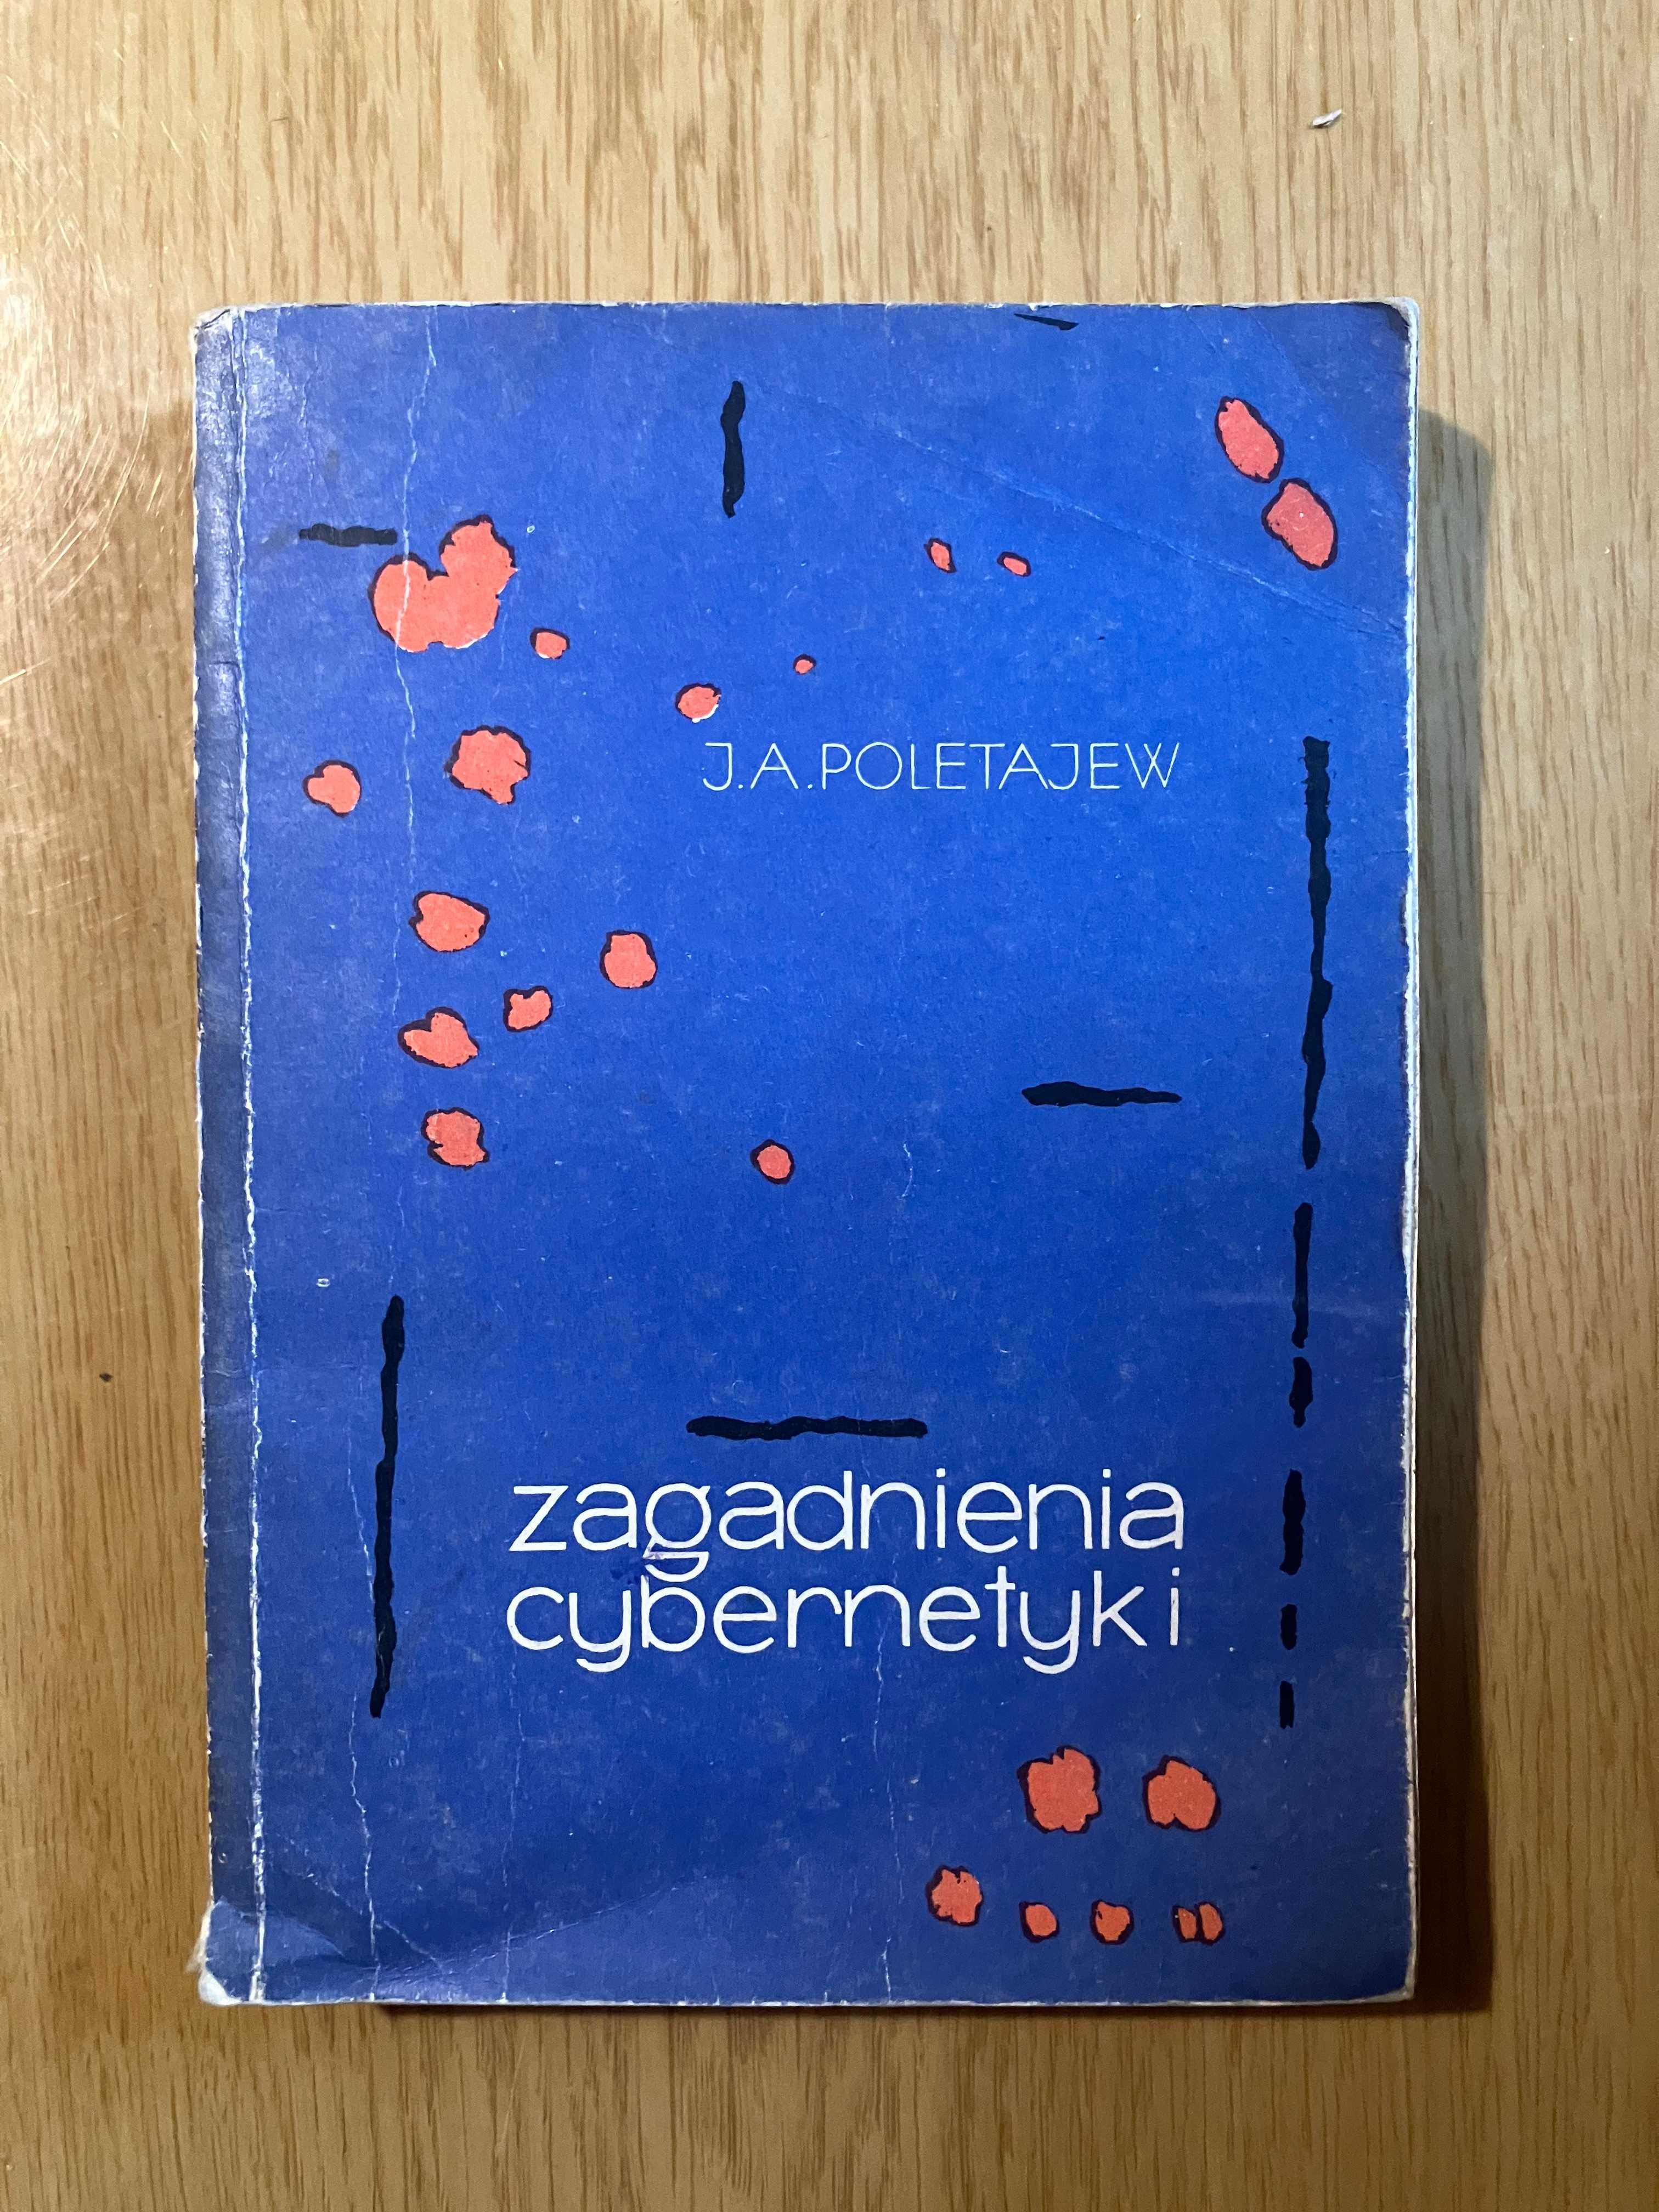 J.A. POLETAJEW
zagadnienia
cybernetyki